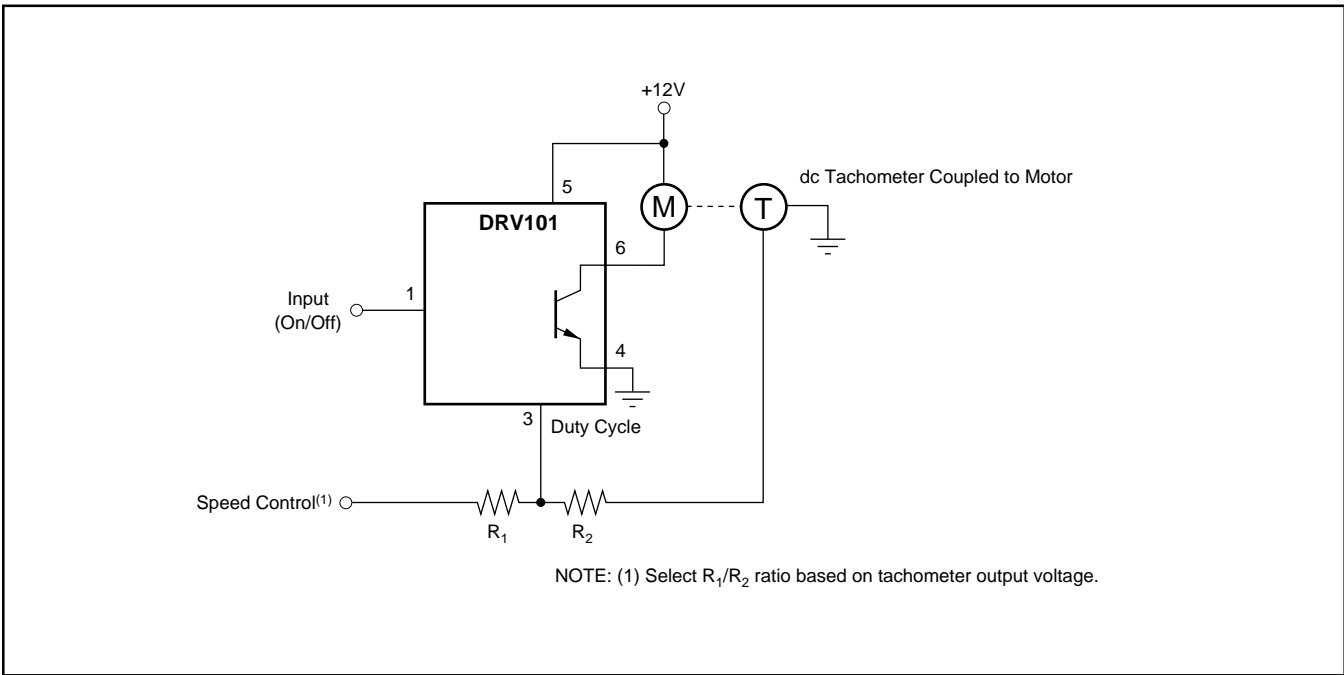 +12V
5
M
T
dc Tachometer Coupled to Motor
DRV101
6
Input
(On/Off)
1
4
3
Duty Cycle
Speed Control(1)
R1
R2
NOTE: (1) Select R1/R2 ratio based on tachometer output voltage.